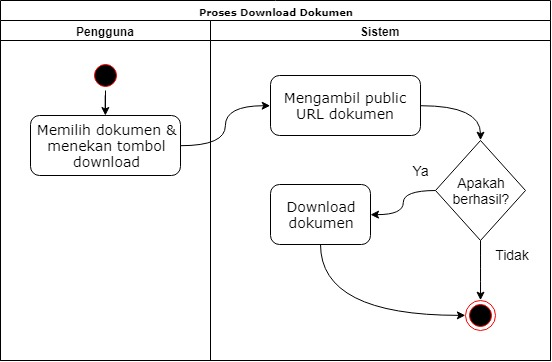 Proses Download Dokumen
Pengguna
Sistem
Memilih dokumen &
menekan tombol
download
Mengambil public
URL dokumen
Apakah
berhasil?
Ya
Tidak
Download
dokumen